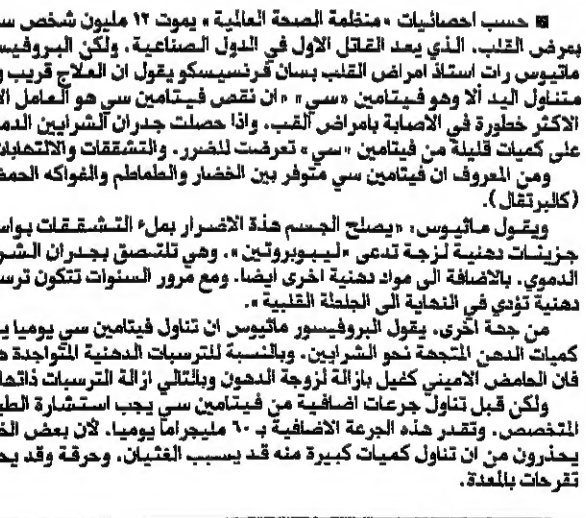 ■ حسب احصائيات «منظمة الصحة العالمية» يموت ١٢ مليون شخص
بمرض القلب. الذي يعد القاتل الاول في الدول الصناعية. ولكن
ماثيوس رات استاذ امراض القلب بسان فرنسيسكو يقول ان العلاج قريب
متناول اليد ألا وهو فيتامين «سي» «ان نقص فيتامين سي هو العامل
الاكثر خطورة في الاصابة بامراض القب. واذا حصلت جدران الشرايين
على كميات قليلة من فيتامين «سي» تعرضت للضرر. والتشققات والالتهابات
ومن المعروف ان فيتامين سي متوفر بين الخضار والطماطم والفواكه
(كالبرتقال).
ويقول ماثيوس: «يصلح الجسم هذة الاضرار بملء التشققات
جزيئات دهنية لزجة تدعى «ليبوبروتين». وهي تلتصق بجدران
الدموي. بالاضافة الى مواد دهنية اخرى ايضا. ومع مرور السنوات تتكون
دهنية تؤدي في النهاية الى الجلطة القلبية».
من جهة اخرى. يقول البروفيسور ماثيوس ان تناول فيتامين سي يوميا
كميات الدهن المتجهة نحو الشرايين. وبالنسبة للترسبات الدهنية المتواجدة
فان الحامض الاميني كفيل بازالة لزوجة الدهون وبالتالي ازالة الترسبات ذاتها
ولكن قبل تناول جرعات اضافية من فيتامين سي يجب استشارة
المتخصص. وتقدر هذه الجرعة الاضافية بـ ٦٠ مليجراما يوميا. لأن بعض
يحذرون من ان تناول كميات كبيرة منه قد يسبب الغثيان. وحرقة وقد
تقرحات بالمعدة.